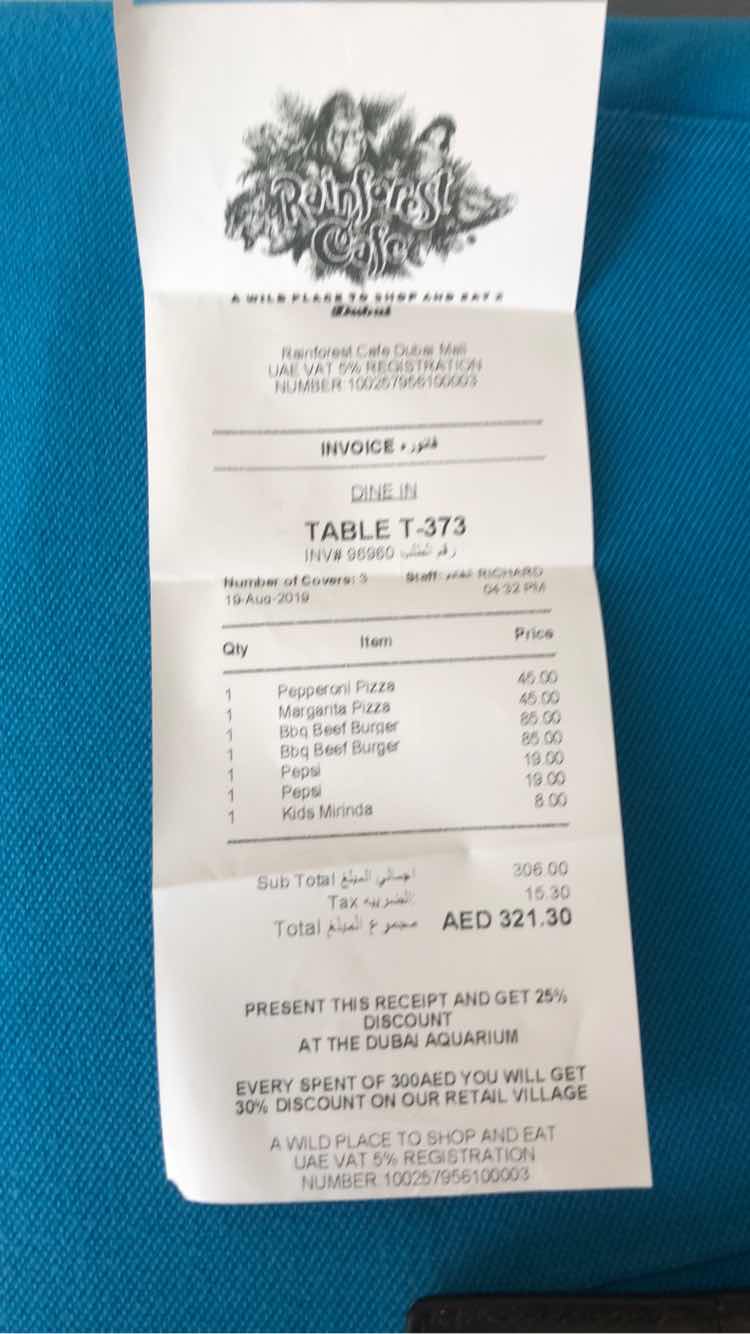 Rainforest
Cafe
A WILD PLACE TO SHOP AND EAT
Dubai
Rainforest Cafe Dubai Mall
UAE VAT 5% REGISTRATION
NUMBER 100257956100003
INVOICE • فاتورة
DINE IN
TABLE T-373
INV# 96960
Number of Covers: 3 Staff: RICHARD
19-Aug-2019 04:32 PM
Qty Item Price
1 Pepperoni Pizza 45.00
1 Margarita Pizza 45.00
1 Bbq Beef Burger 85.00
1 Bbq Beef Burger 85.00
1 Pepsi 19.00
1 Pepsi 19.00
1 Kids Mirinda 8.00
Sub Total اجمالي المبلغ 306.00
Tax الضريبه 15.30
Total مجموع المبلغ AED 321.30
PRESENT THIS RECEIPT AND GET 25%
DISCOUNT
AT THE DUBAI AQUARIUM
EVERY SPENT OF 300AED YOU WILL GET
30% DISCOUNT ON OUR RETAIL VILLAGE
A WILD PLACE TO SHOP AND EAT
UAE VAT 5% REGISTRATION
NUMBER 100257956100003